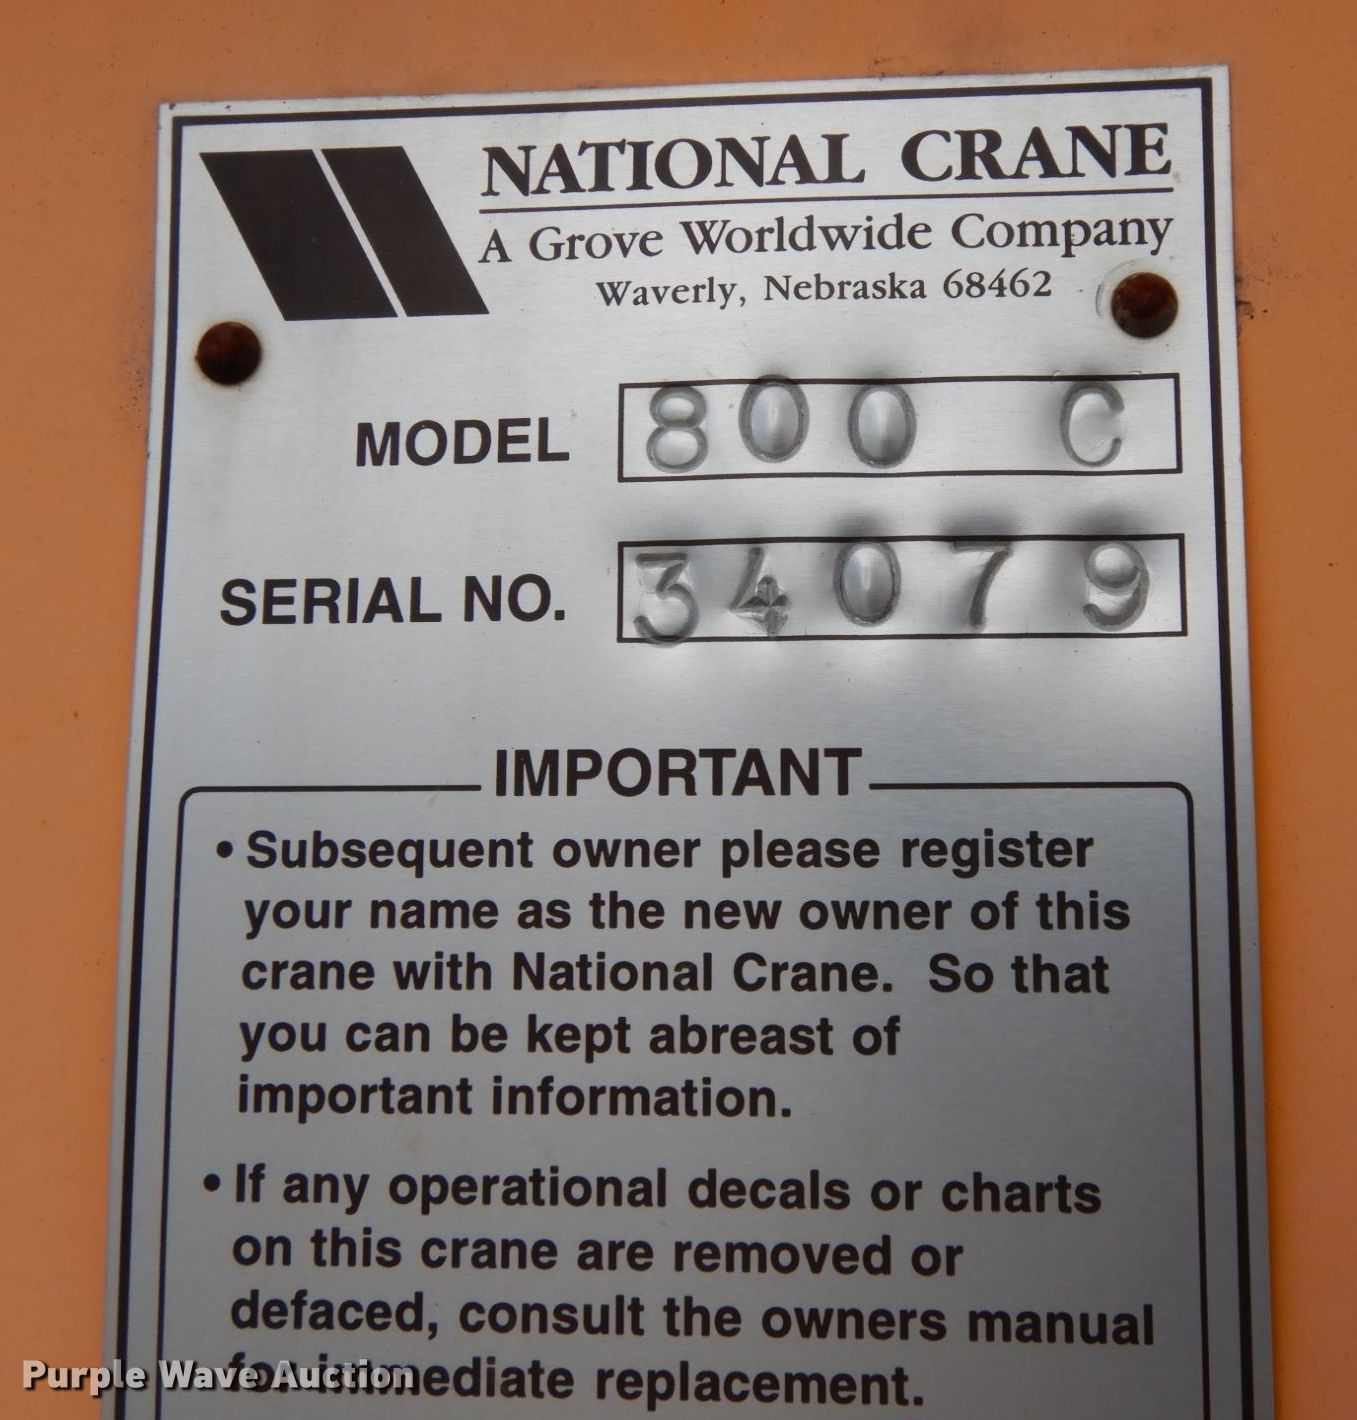 NATIONAL CRANE
A Grove Worldwide Company
Waverly, Nebraska 68462
MODEL 800 C
SERIAL NO. 34079
IMPORTANT
• Subsequent owner please register
your name as the new owner of this
crane with National Crane. So that
you can be kept abreast of
important information.
• If any operational decals or charts
on this crane are removed or
defaced, consult the owners manual
for immediate replacement.
Purple Wave Auction